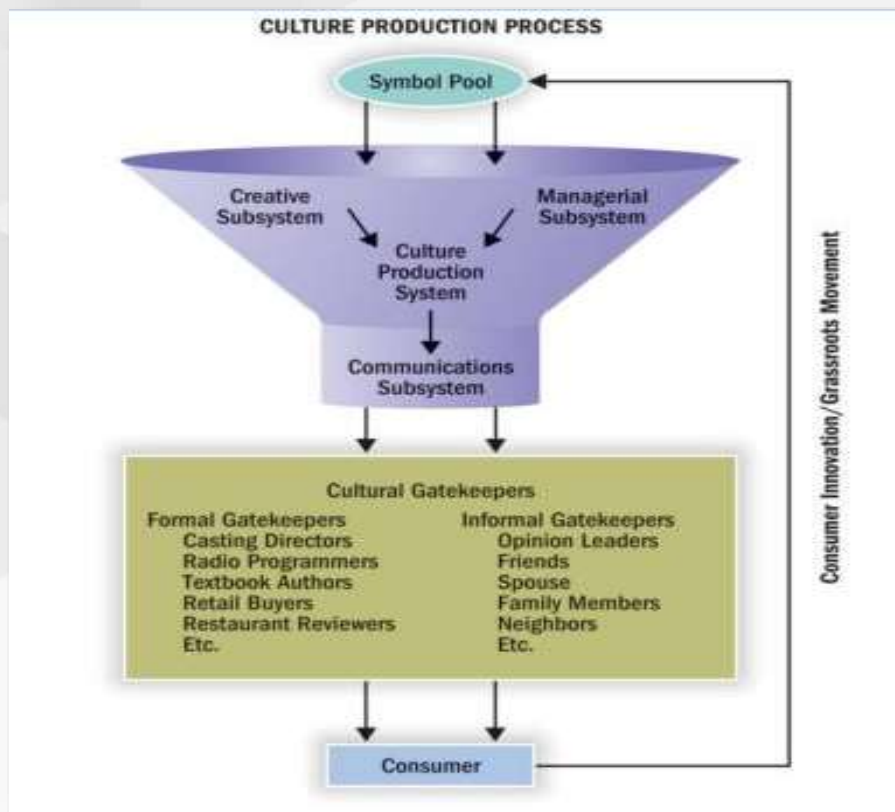 CULTURE PRODUCTION PROCESS
Symbol Pool
Creative
Subsystem
Managerial
Subsystem
Culture
Production
System
Communications
Subsystem
Cultural Gatekeepers
Formal Gatekeepers
Casting Directors
Radio Programmers
Textbook Authors
Retail Buyers
Restaurant Reviewers
Etc.
Informal Gatekeepers
Opinion Leaders
Friends
Spouse
Family Members
Neighbors
Etc.
Consumer
Consumer Innovation/Grassroots Movement